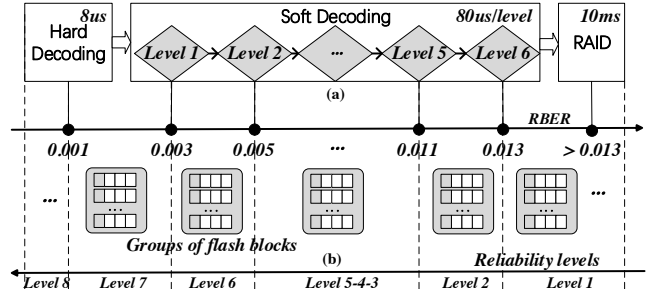 8us
Hard
Decoding
Soft Decoding
80us/level
Level 1
Level 2
...
Level 5
Level 6
10ms
RAID
(a)
RBER
0.001
0.003
0.005
...
0.011
0.013
> 0.013
...
...
...
...
...
...
...
Groups of flash blocks
(b)
Reliability levels
Level 8
Level 7
Level 6
Level 5-4-3
Level 2
Level 1